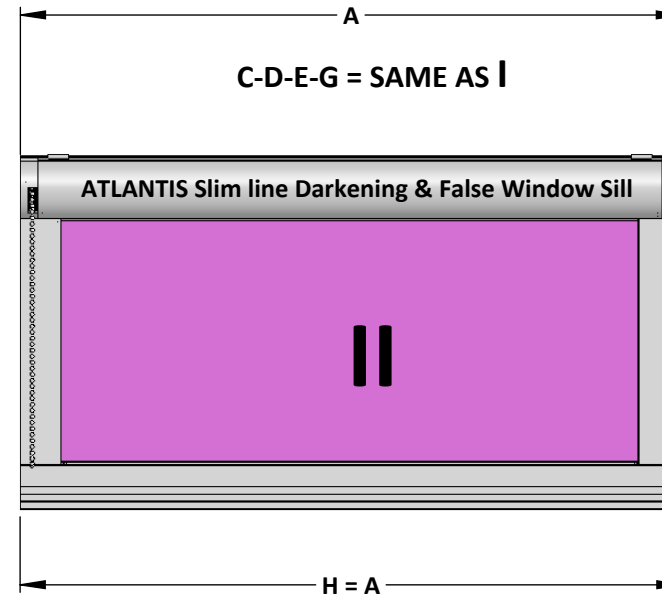 A
C-D-E-G = SAME AS I
ATLANTIS Slim line Darkening & False Window Sill
II
H = A